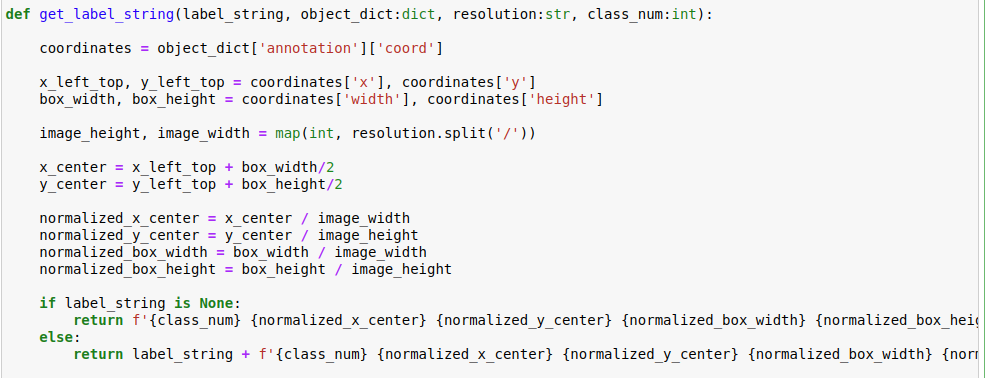 def get_label_string(label_string, object_dict:dict, resolution:str, class_num:int):
coordinates = object_dict['annotation']['coord']
x_left_top, y_left_top = coordinates['x'], coordinates['y']
box_width, box_height = coordinates['width'], coordinates['height']
image_height, image_width = map(int, resolution.split('/'))
x_center = x_left_top + box_width/2
y_center = y_left_top + box_height/2
normalized_x_center = x_center / image_width
normalized_y_center = y_center / image_height
normalized_box_width = box_width / image_width
normalized_box_height = box_height / image_height
if label_string is None:
return f'{class_num} {normalized_x_center} {normalized_y_center} {normalized_box_width} {normalized_box_heig
else:
return label_string + f'{class_num} {normalized_x_center} {normalized_y_center} {normalized_box_width} {norm